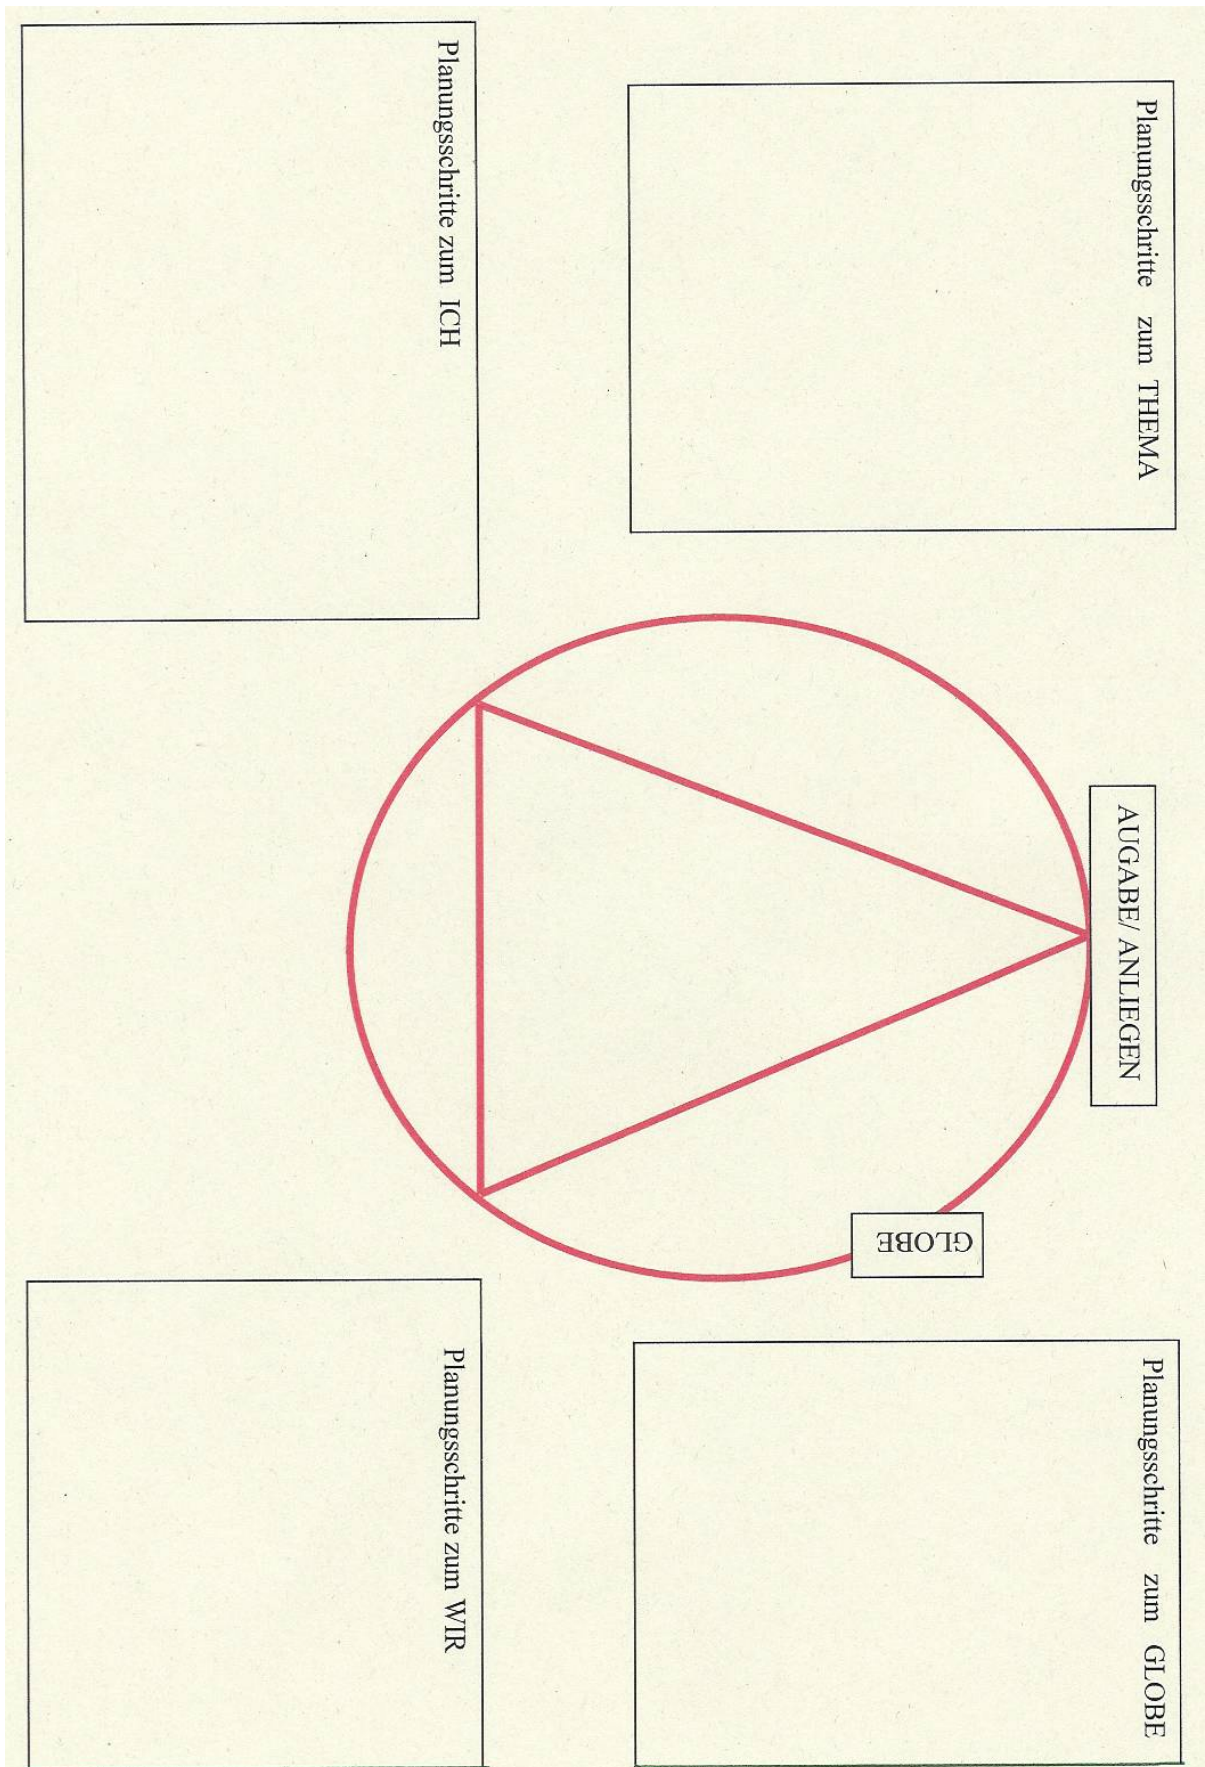 Planungsschritte zum THEMA
AUGABE/ ANLIEGEN
Planungsschritte zum GLOBE
GLOBE
Planungsschritte zum ICH
Planungsschritte zum WIR